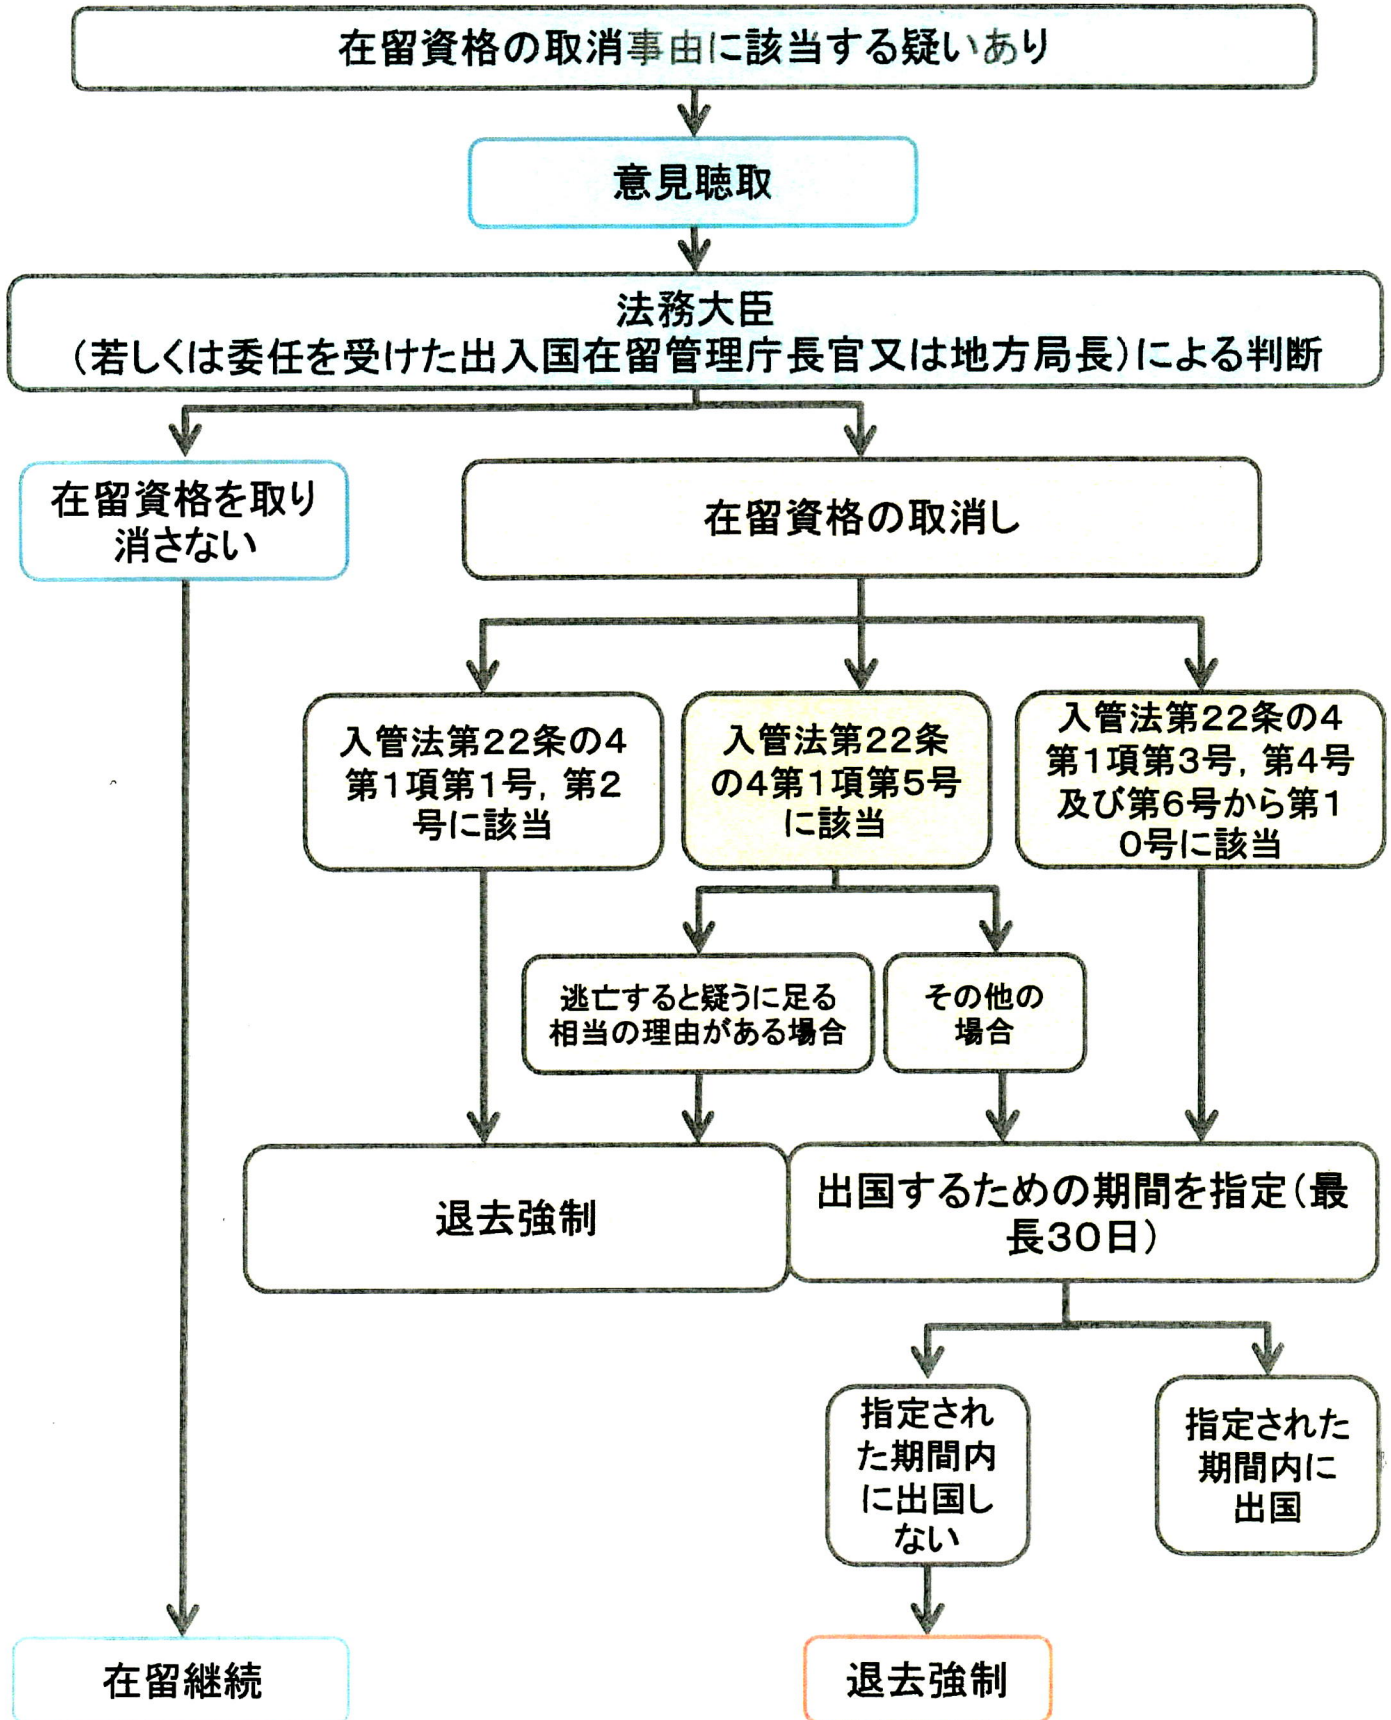 在留資格の取消事由に該当する疑いあり
意見聴取
法務大臣
（若しくは委任を受けた出入国在留管理庁長官又は地方局長）による判断
在留資格を取り
消さない
在留資格の取消し
入管法第２２条の４
第１項第１号，第２
号に該当
入管法第２２条
の４第１項第５号
に該当
入管法第２２条の４
第１項第３号，第４号
及び第６号から第１
０号に該当
逃亡すると疑うに足る
相当の理由がある場合
その他の
場合
退去強制
出国するための期間を指定（最
長３０日）
指定され
た期間内
に出国し
ない
指定された
期間内に
出国
在留継続
退去強制